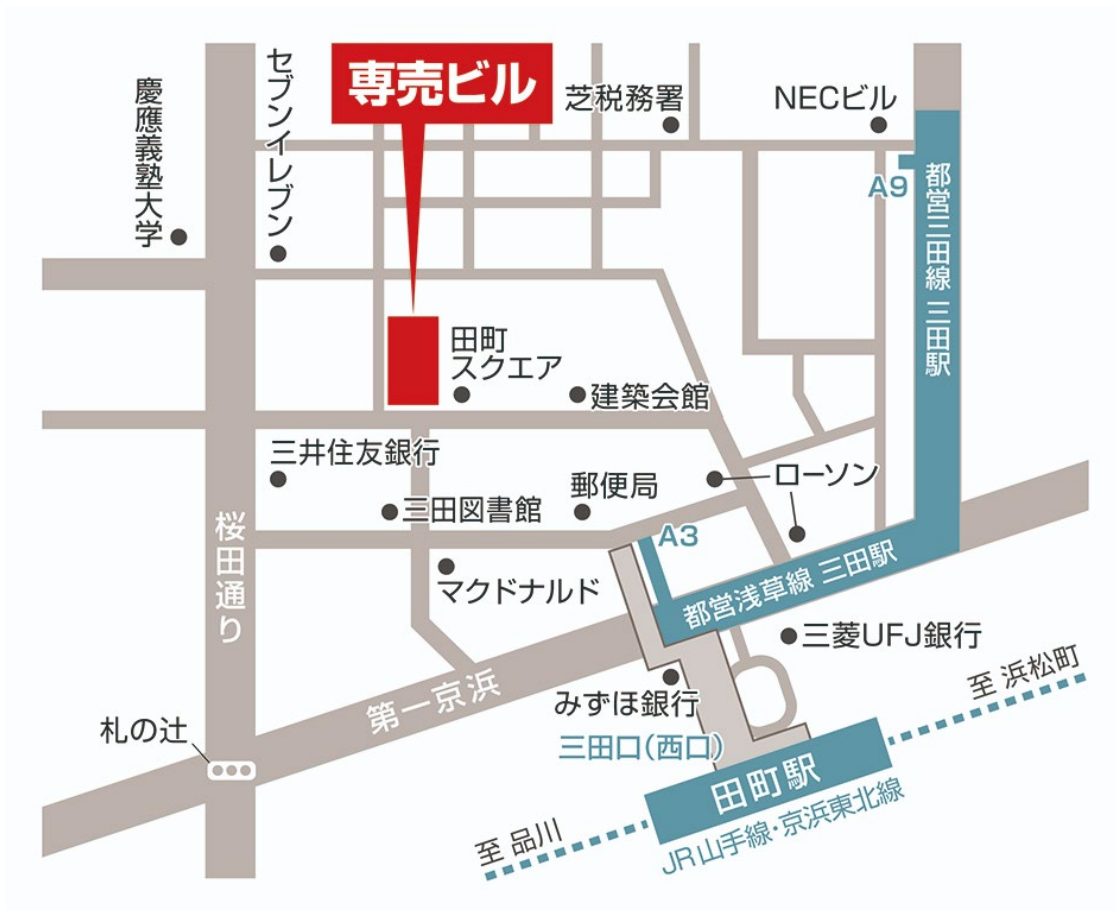 専売ビル
セブンイレブン
慶應義塾大学
芝税務署
NECビル
A9
都営三田線 三田駅
田町
スクエア
建築会館
三井住友銀行
三田図書館
郵便局
ローソン
A3
桜田通り
マクドナルド
都営浅草線 三田駅
三菱UFJ銀行
第一京浜
みずほ銀行
三田口(西口)
札の辻
至 浜松町
田町駅
JR山手線・京浜東北線
至 品川